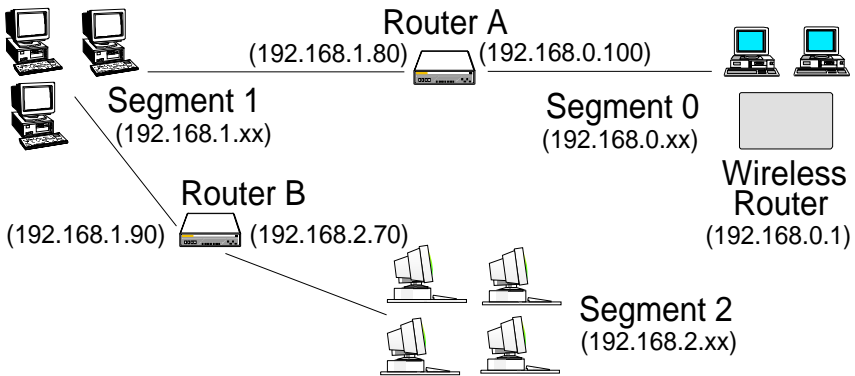 Router A
(192.168.1.80)
(192.168.0.100)
Segment 1
(192.168.1.xx)
Segment 0
(192.168.0.xx)
Wireless
Router
(192.168.0.1)
Router B
(192.168.1.90)
(192.168.2.70)
Segment 2
(192.168.2.xx)